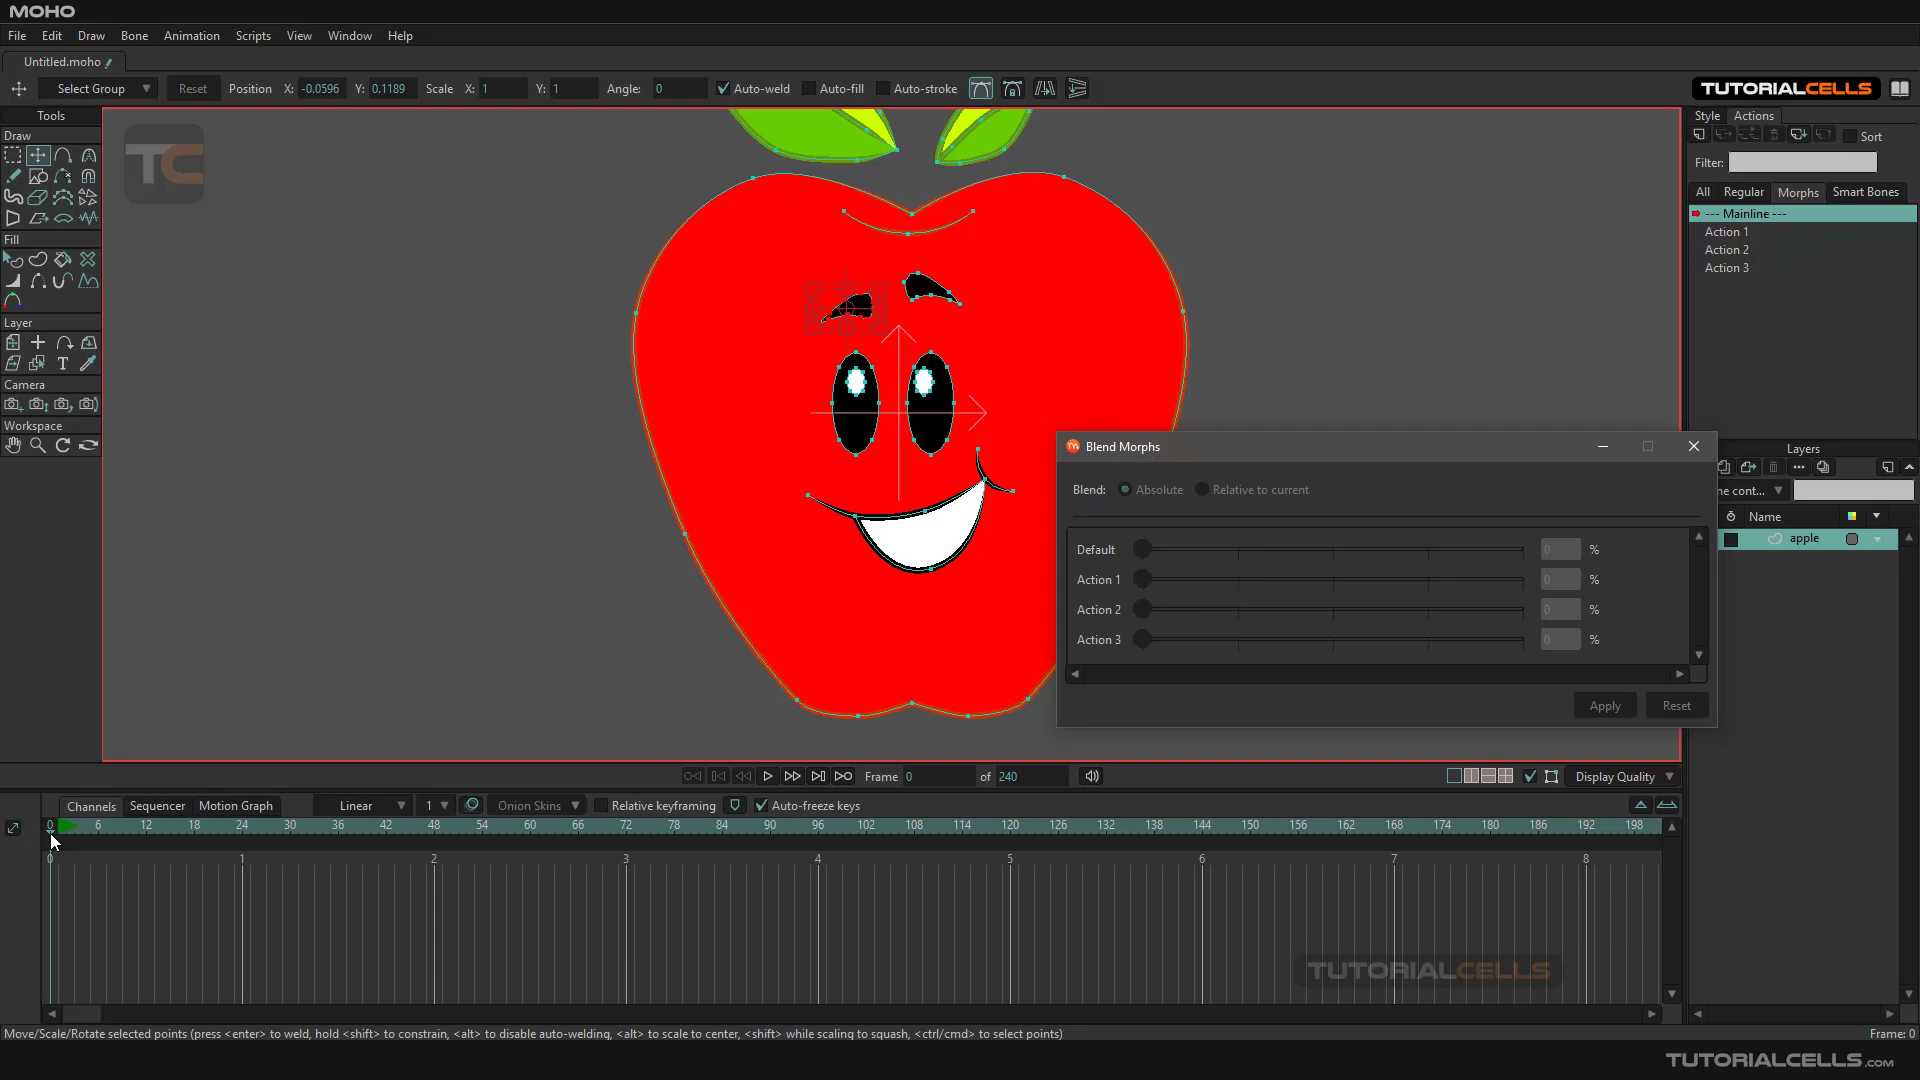 MOHO
File Edit Draw Bone Animation Scripts View Window Help
Untitled.moho
Select Group Reset Position X: -0.0596 Y: 0.1189 Scale X: 1 Y: 1 Angle: 0 Auto-weld Auto-fill Auto-stroke
TUTORIALCELLS
Tools
Draw
Fill
Layer
T
Camera
Workspace
TC
Style Actions
Sort
Filter:
All Regular Morphs Smart Bones
--- Mainline ---
Action 1
Action 2
Action 3
Layers
ne cont...
Name
apple
Blend Morphs
Blend: Absolute Relative to current
Default 0 %
Action 1 0 %
Action 2 0 %
Action 3 0 %
Apply Reset
Frame 0 of 240 Display Quality
Channels Sequencer Motion Graph Linear 1 Onion Skins Relative keyframing Auto-freeze keys
0 6 12 18 24 30 36 42 48 54 60 66 72 78 84 90 96 102 108 114 120 126 132 138 144 150 156 162 168 174 180 186 192 198
0 1 2 3 4 5 6 7 8
TUTORIALCELLS
Move/Scale/Rotate selected points (press <enter> to weld, hold <shift> to constrain, <alt> to disable auto-welding, <alt> to scale to center, <shift> while scaling to squash, <ctrl/cmd> to select points) Frame: 0
TUTORIALCELLS.COM